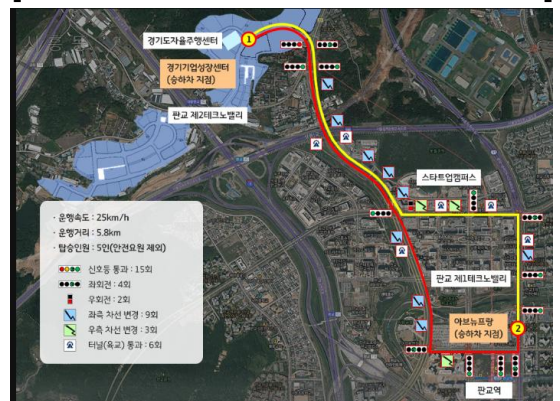 경기도자율주행센터
1
경기기업성장센터
(승하차 지점)
판교 제2테크노밸리
스타트업캠퍼스
· 운행속도 : 25km/h
· 운행거리 : 5.8km
· 탑승인원 : 5인(안전요원 제외)
신호등 통과 : 15회
좌회전 : 4회
우회전 : 2회
좌측 차선 변경 : 9회
우측 차선 변경 : 3회
터널(육교) 통과 : 6회
판교 제1테크노밸리
아브뉴프랑
(승하차 지점)
2
판교역